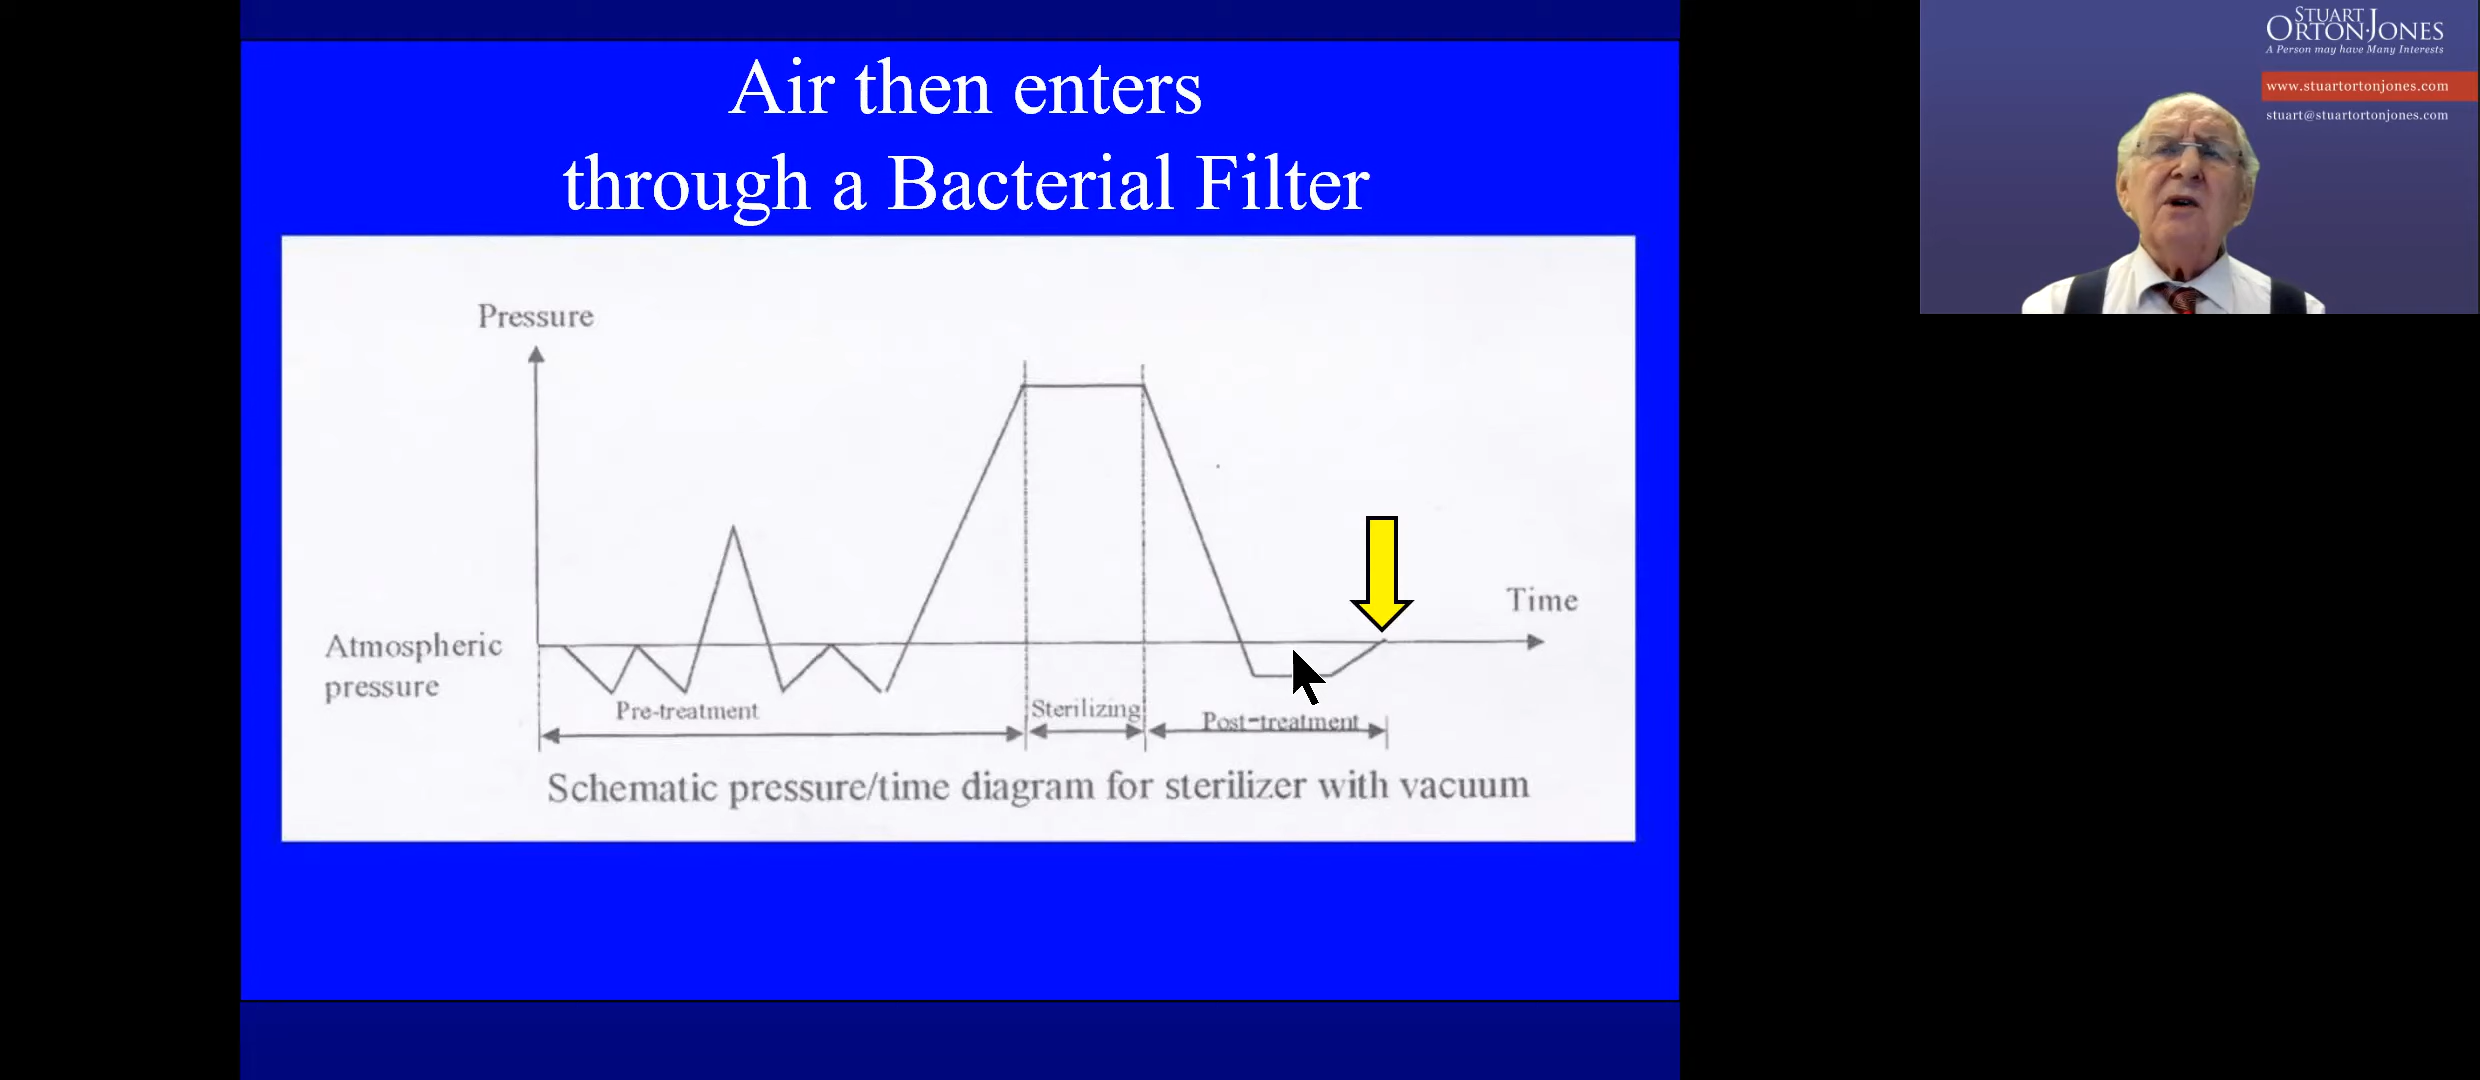 Air then enters
through a Bacterial Filter
Pressure
Time
Atmospheric
pressure
Pre-treatment
Sterilizing
Post-treatment
Schematic pressure/time diagram for sterilizer with vacuum
STUART
ORTON-JONES
A Person may have Many Interests
www.stuartortonjones.com
stuart@stuartortonjones.com